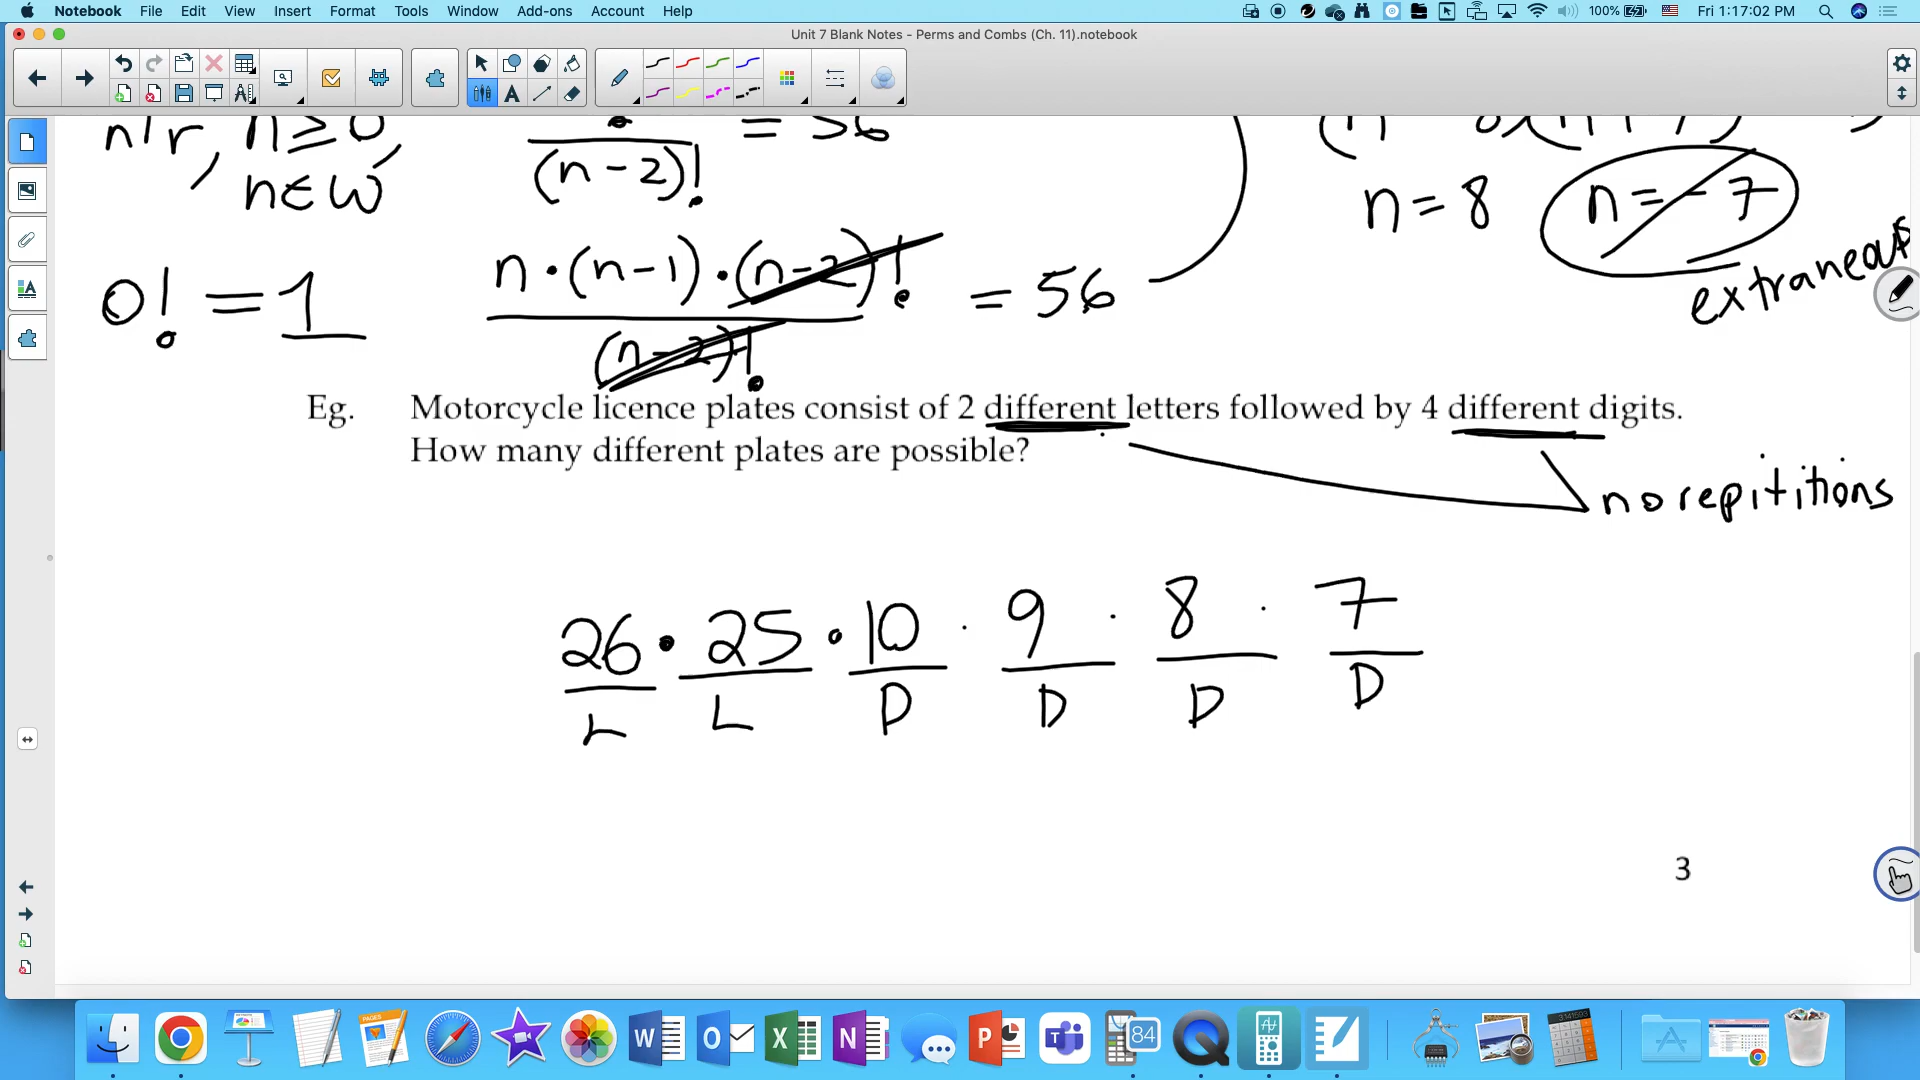 Notebook File Edit View Insert Format Tools Window Add-ons Account Help 100% Fri 1:17:02 PM
Unit 7 Blank Notes - Perms and Combs (Ch. 11).notebook
n, r, n ≥ 0,
n ∈ W
(n-2)!
= 56
n = 8 n = -7
extraneous
0! = 1
n·(n-1)·(n-2)! = 56
(n-2)!
Eg. Motorcycle licence plates consist of 2 different letters followed by 4 different digits.
How many different plates are possible?
no repititions
26 · 25 · 10 · 9 · 8 · 7
L L D D D D
3
84